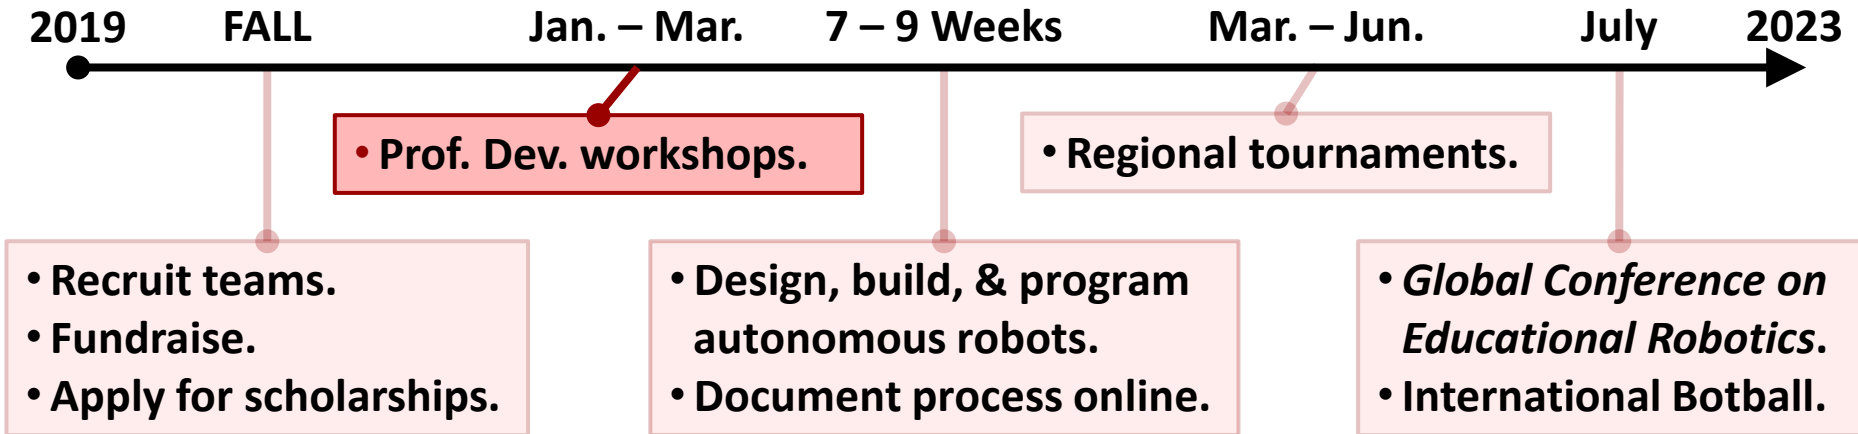 2019 FALL Jan. – Mar. 7 – 9 Weeks Mar. – Jun. July 2023
• Prof. Dev. workshops.
• Regional tournaments.
• Recruit teams.
• Fundraise.
• Apply for scholarships.
• Design, build, & program
autonomous robots.
• Document process online.
• Global Conference on
Educational Robotics.
• International Botball.